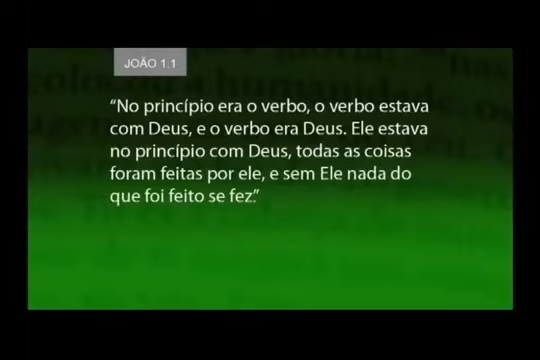 JOÃO 1.1
“No princípio era o verbo, o verbo estava
com Deus, e o verbo era Deus. Ele estava
no princípio com Deus, todas as coisas
foram feitas por ele, e sem Ele nada do
que foi feito se fez.”